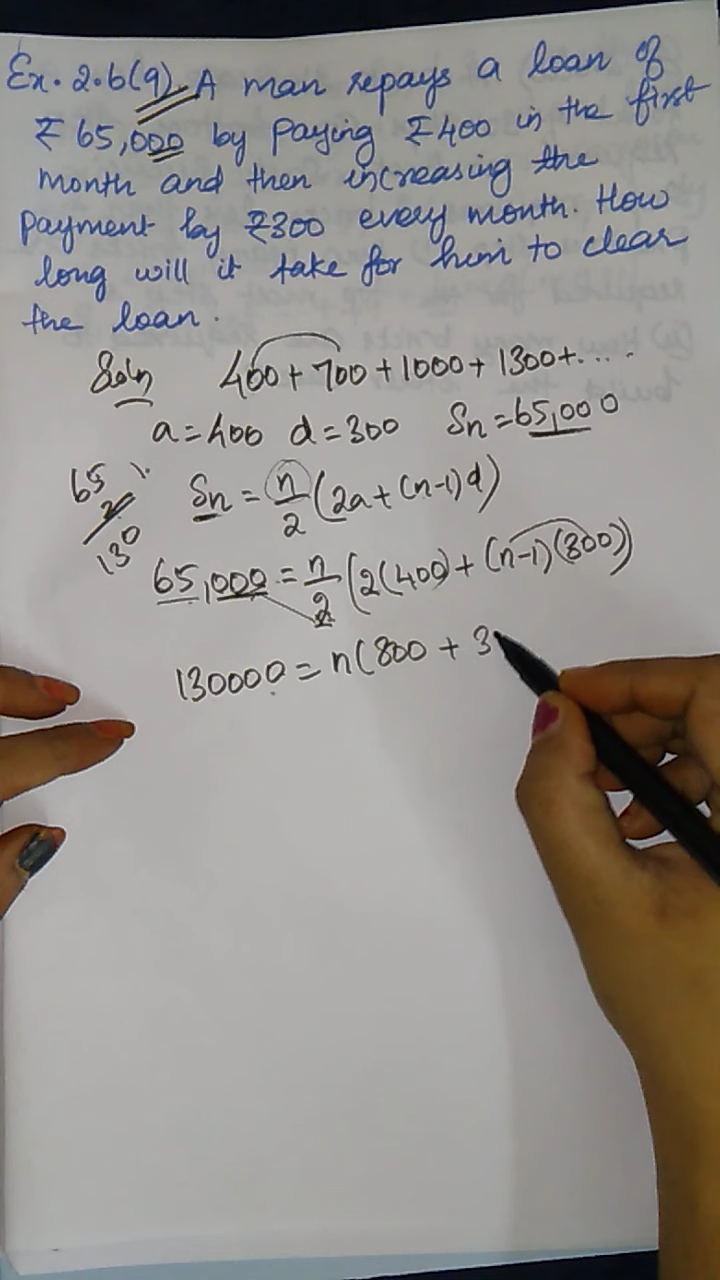 Ex. 2.6(9). A man repays a loan of
₹ 65,000 by paying ₹400 in the first
month and then increasing the
payment by ₹300 every month. How
long will it take for him to clear
the loan.
Soln 400 + 700 + 1000 + 1300 + ....
a = 400 d = 300 Sn = 65,000
65
2
130
Sn = n/2 (2a + (n-1) d)
65,000 = n/2 (2(400) + (n-1)(300))
130000 = n(800 + 3